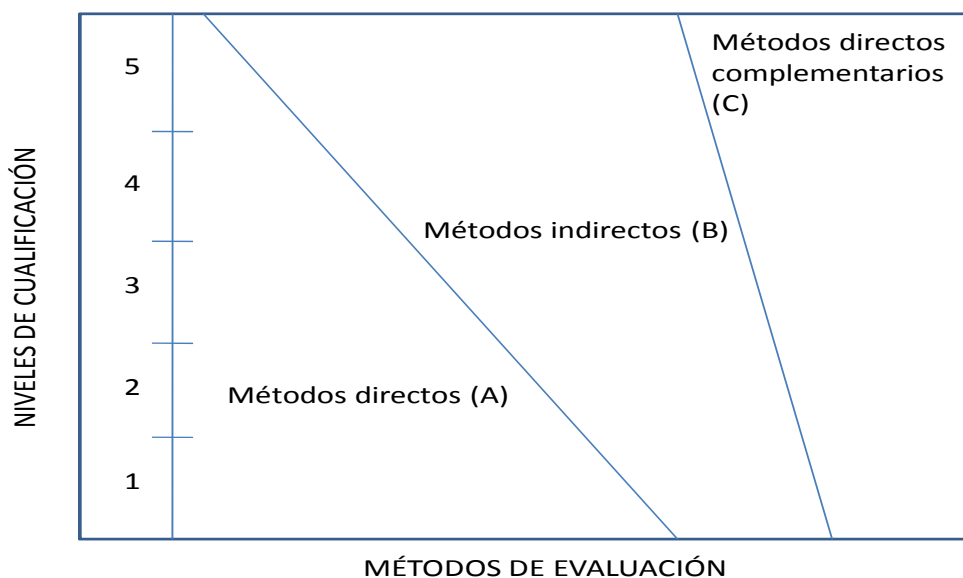 NIVELES DE CUALIFICACIÓN
5
4
3
2
1
Métodos directos
complementarios
(C)
Métodos indirectos (B)
Métodos directos (A)
MÉTODOS DE EVALUACIÓN